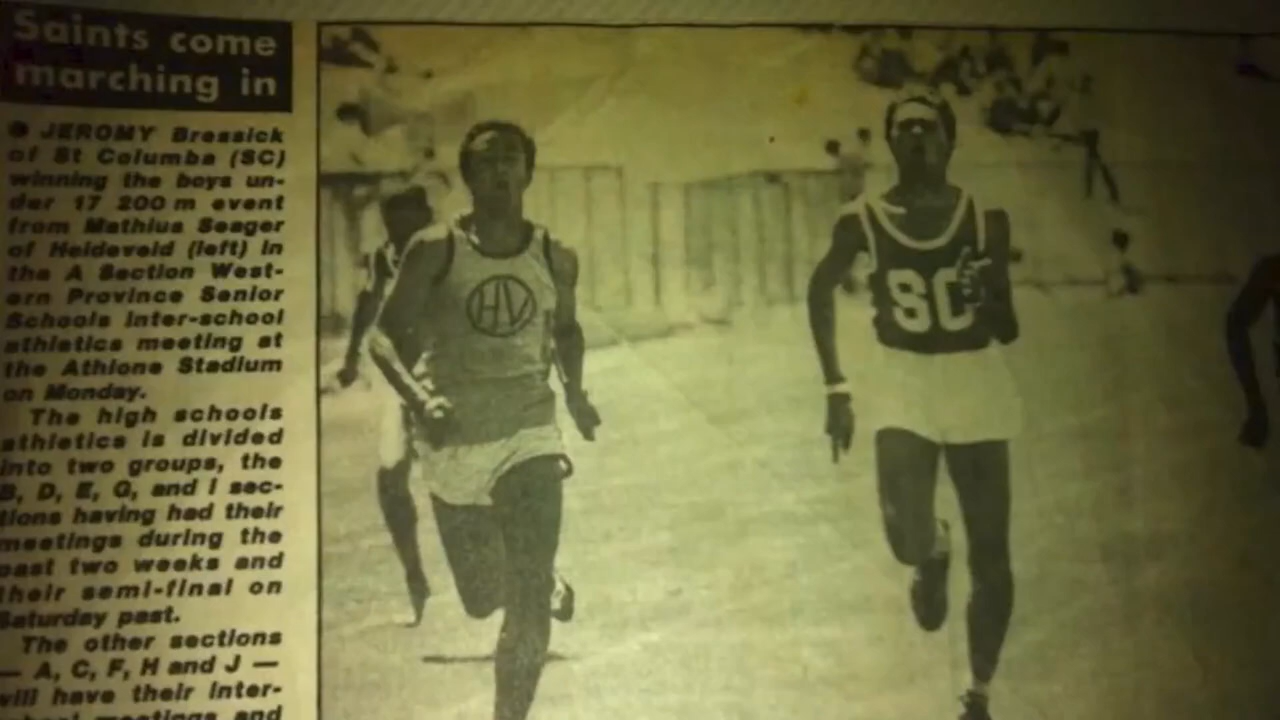 Saints come
marching in
● JEROMY Bressick
of St Columba (SC)
winning the boys un-
der 17 200 m event
from Mathius Seager
of Heideveld (left) in
the A Section West-
ern Province Senior
Schools Inter-school
athletics meeting at
the Athlone Stadium
on Monday.
The high schools
athletics is divided
into two groups, the
B, D, E, G, and I sec-
tions having had their
meetings during the
past two weeks and
their semi-final on
Saturday past.
The other sections
— A, C, F, H and J —
will have their inter-
meetings and
HV
SC